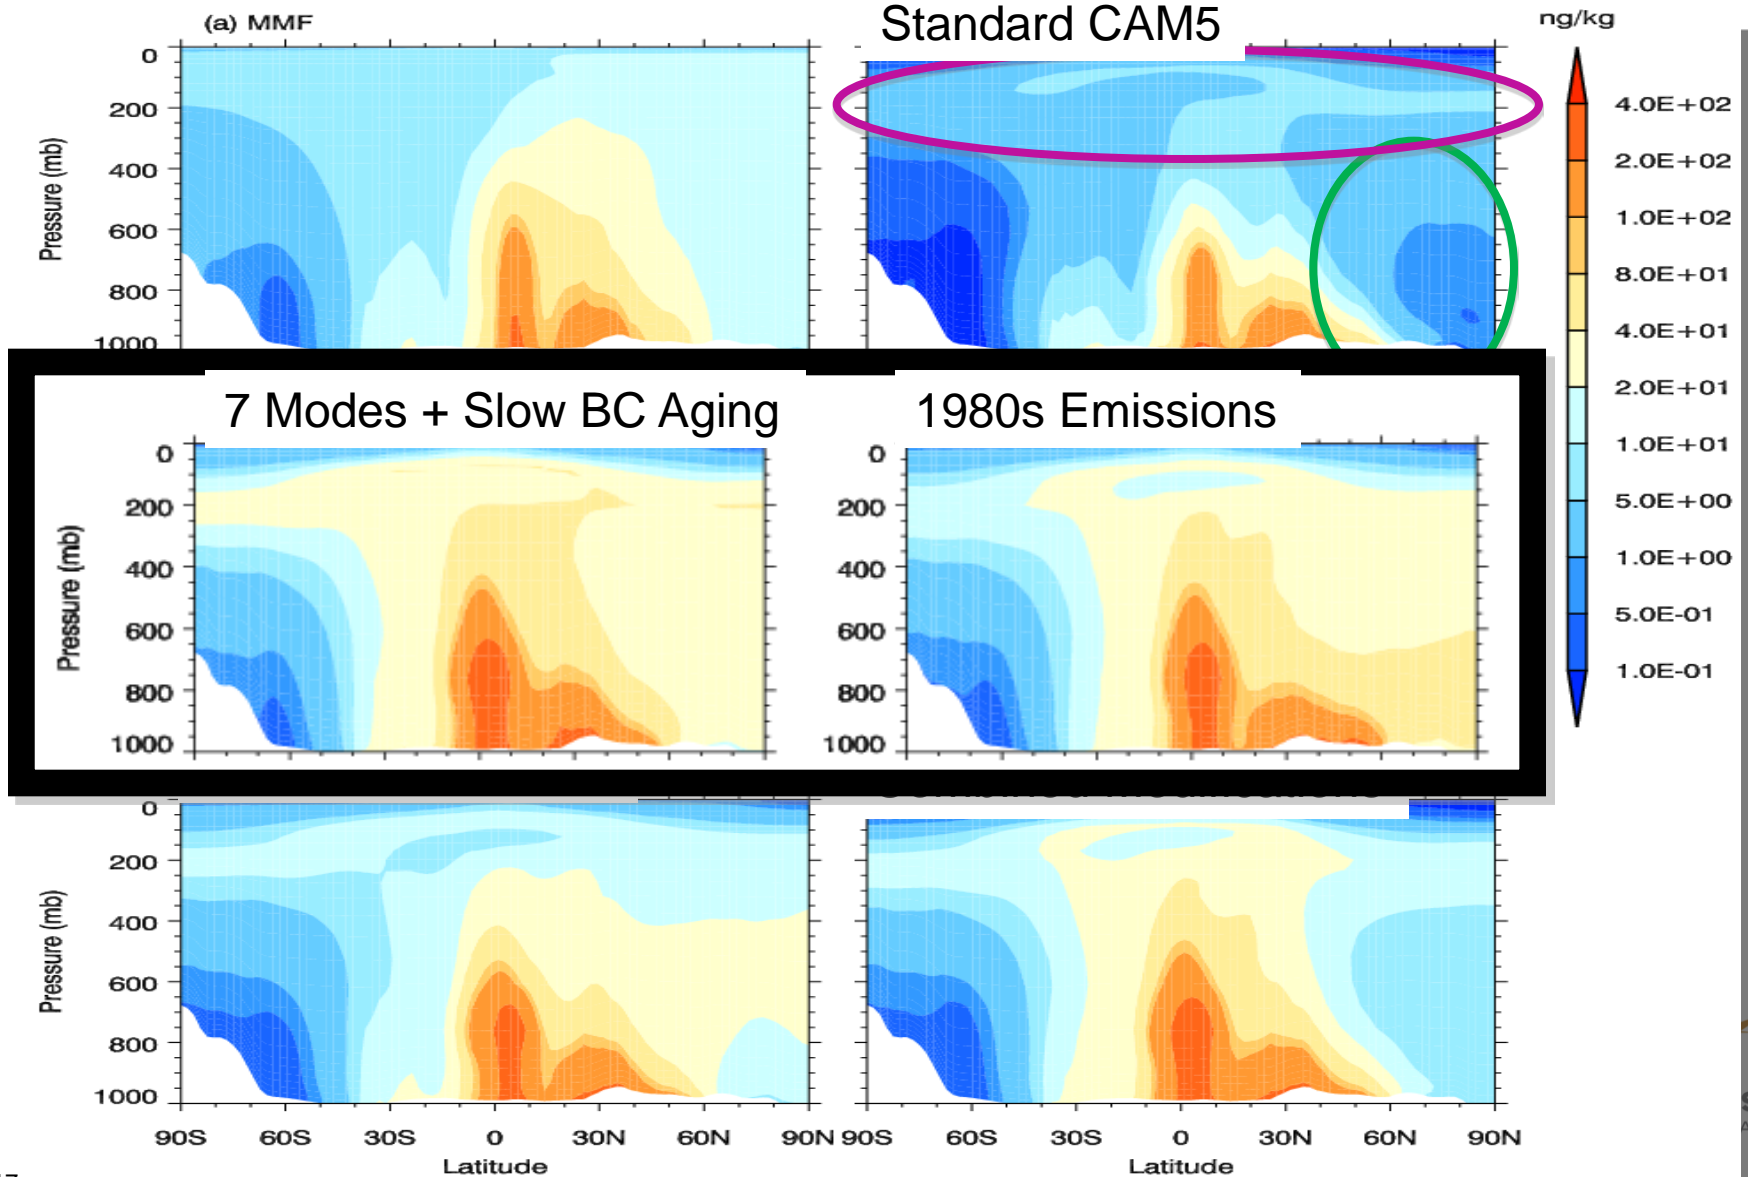 (a) MMF
Standard CAM5
ng/kg
0
200
400
600
800
1000
Pressure (mb)
4.0E+02
2.0E+02
1.0E+02
8.0E+01
4.0E+01
2.0E+01
1.0E+01
5.0E+00
1.0E+00
5.0E-01
1.0E-01
7 Modes + Slow BC Aging
1980s Emissions
0
200
400
600
800
1000
Pressure (mb)
0
200
400
600
800
1000
0
200
400
600
800
1000
Pressure (mb)
90S 60S 30S 0 30N 60N 90N
90S 60S 30S 0 30N 60N 90N
Latitude
Latitude